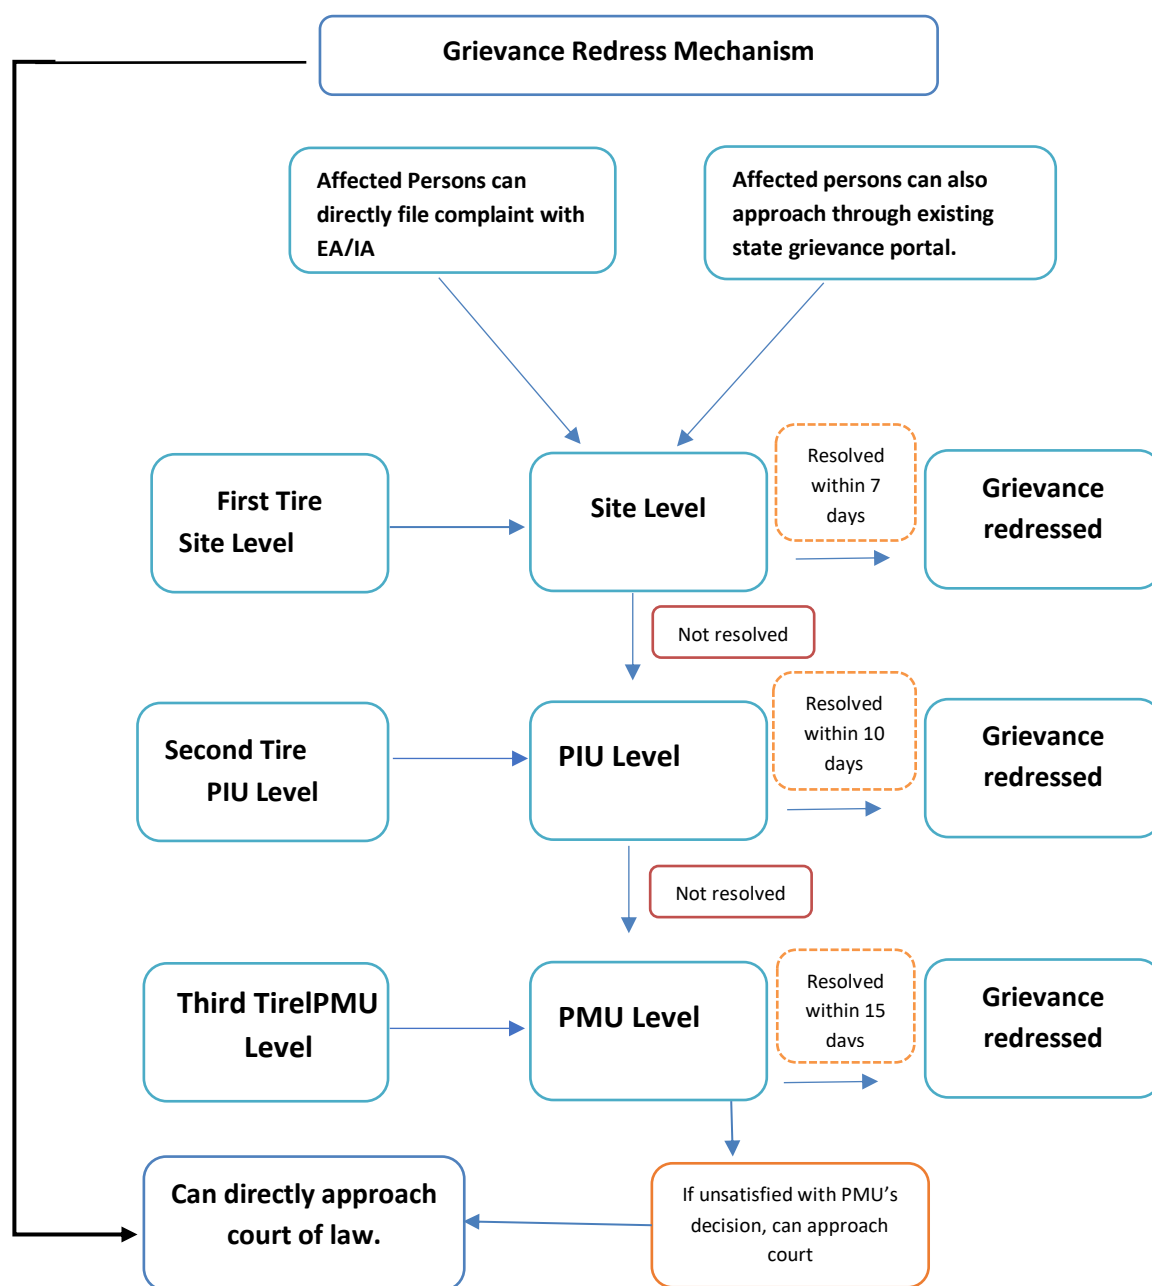 Grievance Redress Mechanism
Affected Persons can
directly file complaint with
EA/IA
Affected persons can also
approach through existing
state grievance portal.
First Tire
Site Level
Site Level
Resolved
within 7
days
Grievance
redressed
Not resolved
Second Tire
PIU Level
PIU Level
Resolved
within 10
days
Grievance
redressed
Not resolved
Third TirelPMU
Level
PMU Level
Resolved
within 15
days
Grievance
redressed
Can directly approach
court of law.
If unsatisfied with PMU’s
decision, can approach
court